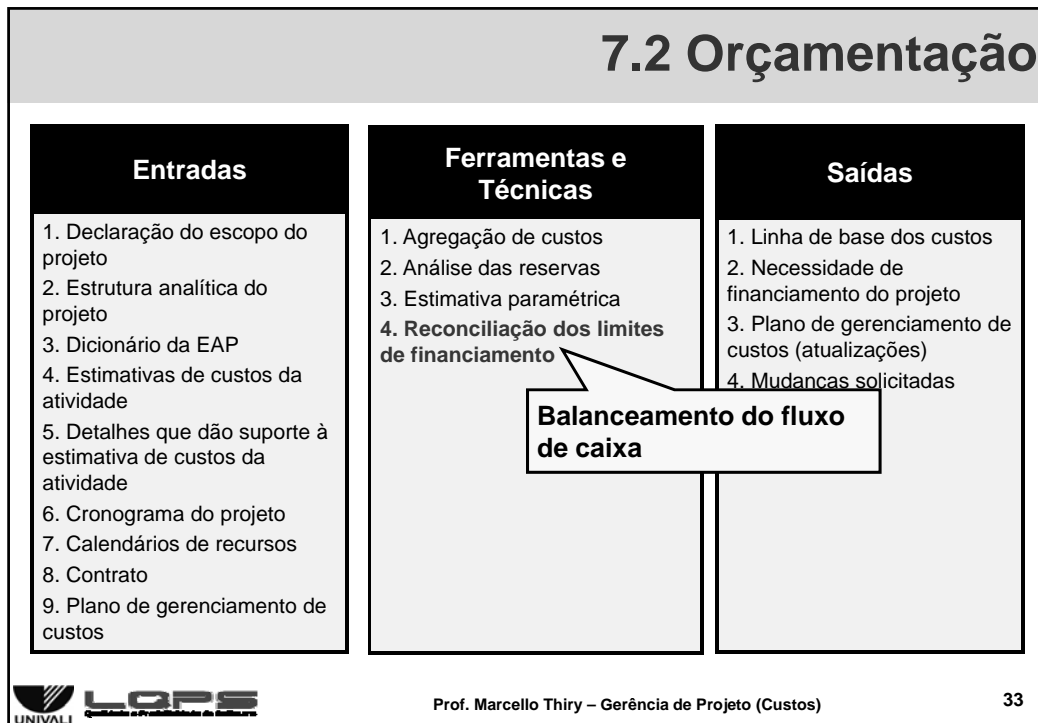 7.2 Orçamentação
Entradas
1. Declaração do escopo do
projeto
2. Estrutura analítica do
projeto
3. Dicionário da EAP
4. Estimativas de custos da
atividade
5. Detalhes que dão suporte à
estimativa de custos da
atividade
6. Cronograma do projeto
7. Calendários de recursos
8. Contrato
9. Plano de gerenciamento de
custos
Ferramentas e
Técnicas
1. Agregação de custos
2. Análise das reservas
3. Estimativa paramétrica
4. Reconciliação dos limites
de financiamento
Balanceamento do fluxo
de caixa
Saídas
1. Linha de base dos custos
2. Necessidade de
financiamento do projeto
3. Plano de gerenciamento de
custos (atualizações)
4. Mudanças solicitadas
UNIVALI
LQPS
Qualidade e Produtividade de Software
Prof. Marcello Thiry – Gerência de Projeto (Custos)
33